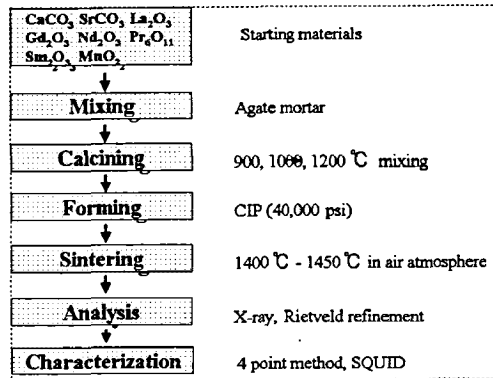 CaCO₃ SrCO₃ La₂O₃
Gd₂O₃ Nd₂O₃ Pr₆O₁₁
Sm₂O₃ MnO₂
Starting materials
Mixing
Agate mortar
Calcining
900, 1000, 1200 ℃ mixing
Forming
CIP (40,000 psi)
Sintering
1400 ℃ - 1450 ℃ in air atmosphere
Analysis
X-ray, Rietveld refinement
Characterization
4 point method, SQUID